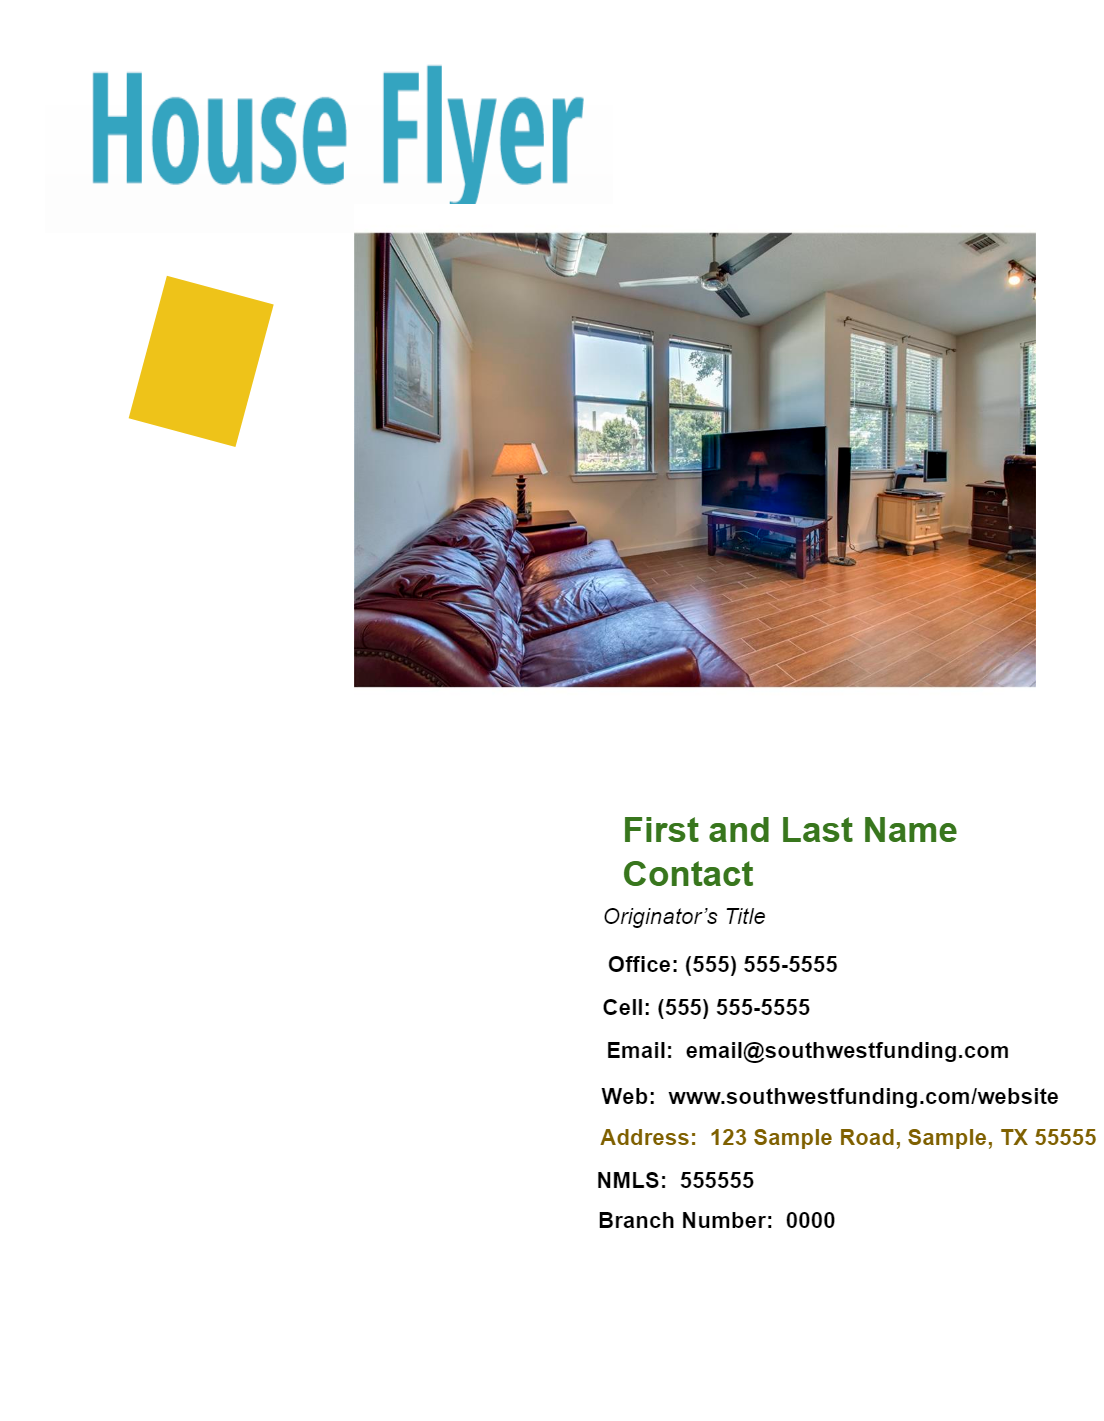 House Flyer
First and Last Name
Contact
Originator’s Title
Office: (555) 555-5555
Cell: (555) 555-5555
Email:  email@southwestfunding.com
Web:  www.southwestfunding.com/website
Address:  123 Sample Road, Sample, TX 55555
NMLS:  555555
Branch Number:  0000